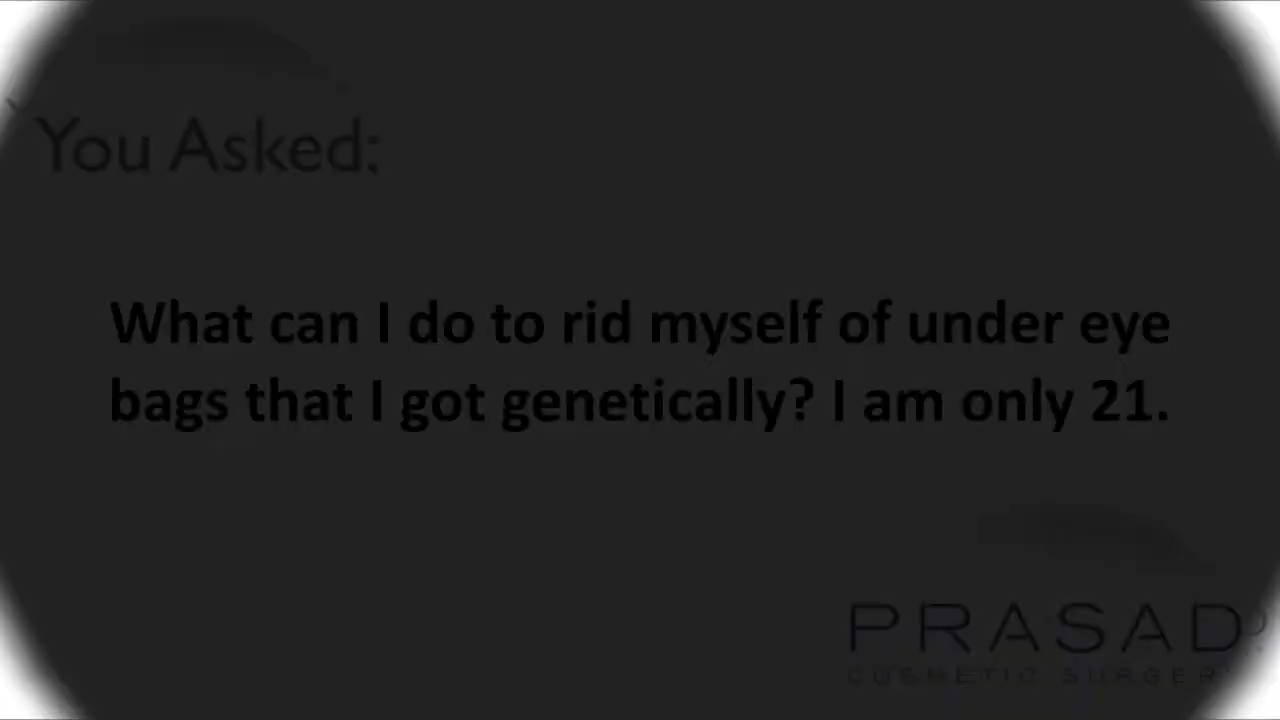 You Asked:
What can I do to rid myself of under eye
bags that I got genetically? I am only 21.
PRASAD
COSMETIC SURGERY